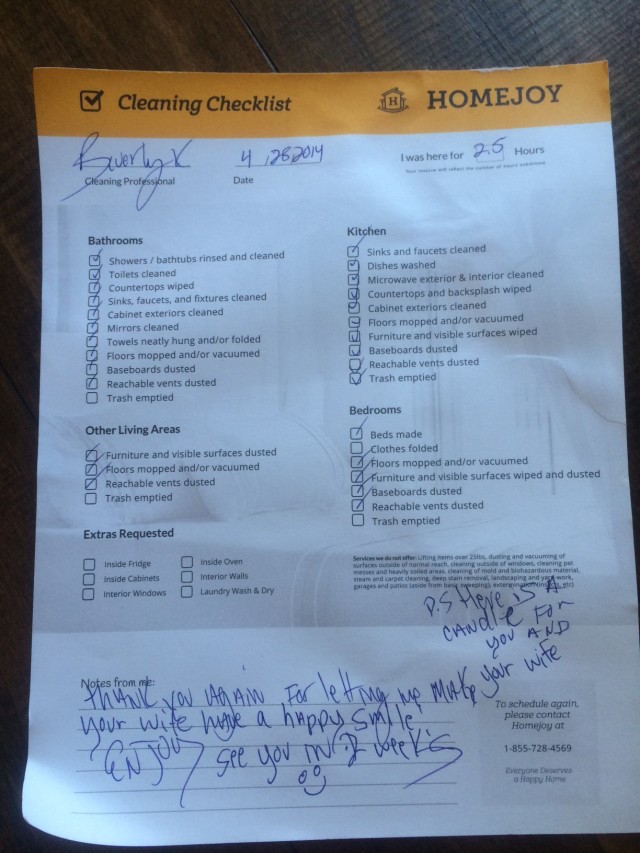 Cleaning Checklist
HOMEJOY
Beverly K
4 / 28 2014
I was here for 2.5 Hours
Cleaning Professional
Date
Bathrooms
Showers / bathtubs rinsed and cleaned
Toilets cleaned
Countertops wiped
Sinks, faucets, and fixtures cleaned
Cabinet exteriors cleaned
Mirrors cleaned
Towels neatly hung and/or folded
Floors mopped and/or vacuumed
Baseboards dusted
Reachable vents dusted
Trash emptied
Kitchen
Sinks and faucets cleaned
Dishes washed
Microwave exterior & interior cleaned
Countertops and backsplash wiped
Cabinet exteriors cleaned
Floors mopped and/or vacuumed
Furniture and visible surfaces wiped
Baseboards dusted
Reachable vents dusted
Trash emptied
Other Living Areas
Furniture and visible surfaces dusted
Floors mopped and/or vacuumed
Reachable vents dusted
Trash emptied
Bedrooms
Beds made
Clothes folded
Floors mopped and/or vacuumed
Furniture and visible surfaces wiped and dusted
Baseboards dusted
Reachable vents dusted
Trash emptied
Extras Requested
Inside Fridge
Inside Cabinets
Interior Windows
Inside Oven
Interior Walls
Laundry Wash & Dry
Services we do not offer: Lifting items over 25lbs, dusting and vacuuming of
surfaces outside of normal reach, cleaning outside of windows, cleaning pet
messes and heavily soiled areas, cleaning of mold and biohazardous material,
steam and carpet cleaning, deep stain removal, landscaping and yard work,
garages and patios (aside from basic sweeping), etc)
P.S there is A
CANDLE FOR
you AND
your wife
Notes from me:
thank you Again For letting me make
your wife have a happy smile
ENJOY see you in 2 week's
To schedule again,
please contact
Homejoy at
1-855-728-4569
Everyone Deserves
a Happy Home